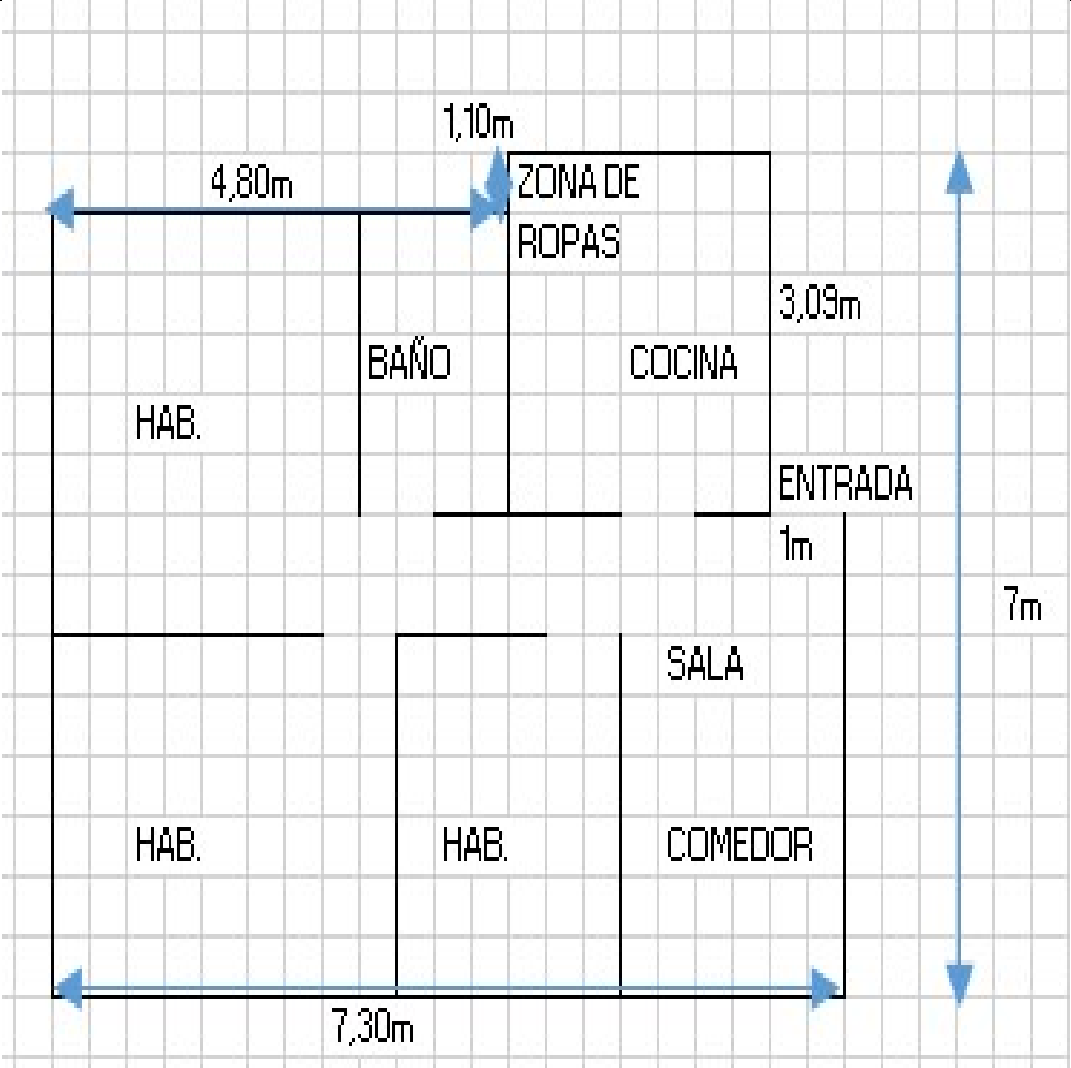 1,10m
4,80m
ZONA DE
ROPAS
3,09m
BAÑO
COCINA
HAB.
ENTRADA
1m
7m
SALA
HAB.
HAB.
COMEDOR
7,30m